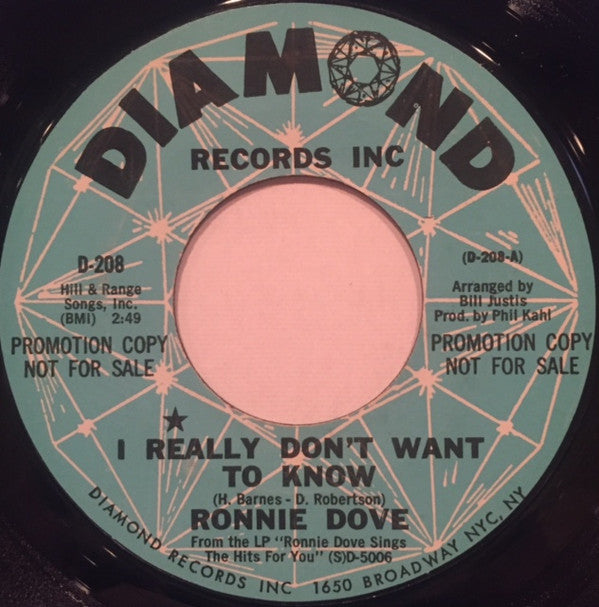 DIAMOND
RECORDS INC
D-208
Hill & Range
Songs, Inc.
(BMI) 2:49
PROMOTION COPY
NOT FOR SALE
(D-208-A)
Arranged by
Bill Justis
Prod. by Phil Kahl
PROMOTION COPY
NOT FOR SALE
★
I REALLY DON'T WANT
TO KNOW
(H. Barnes - D. Robertson)
RONNIE DOVE
From the LP "Ronnie Dove Sings
The Hits For You" (S)D-5006
DIAMOND RECORDS INC 1650 BROADWAY NYC, NY